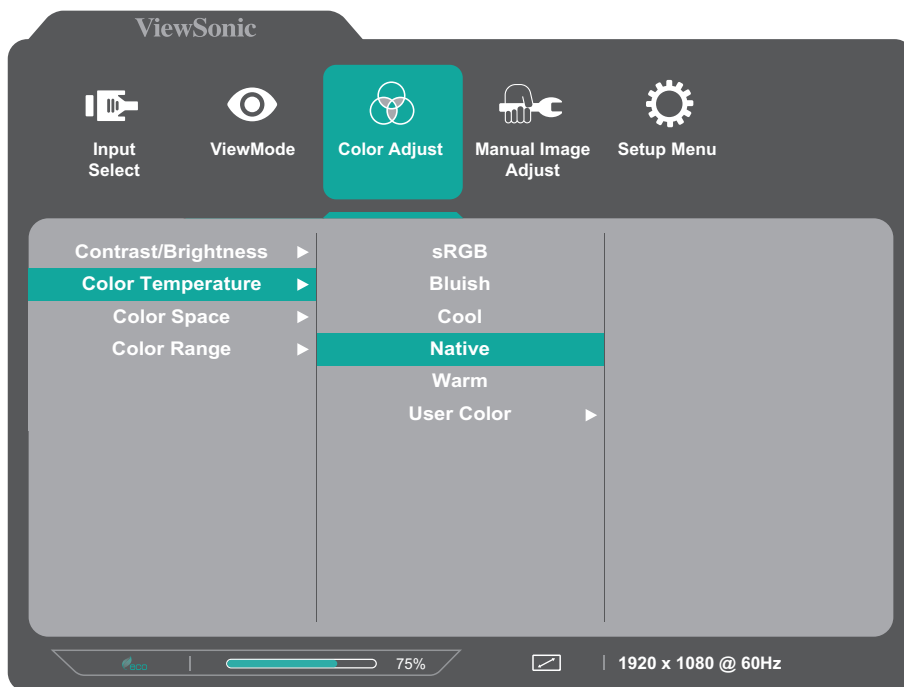 ViewSonic
Input
Select
ViewMode
Color Adjust
Manual Image
Adjust
Setup Menu
Contrast/Brightness
Color Temperature
Color Space
Color Range
sRGB
Bluish
Cool
Native
Warm
User Color
eco
75%
1920 x 1080 @ 60Hz